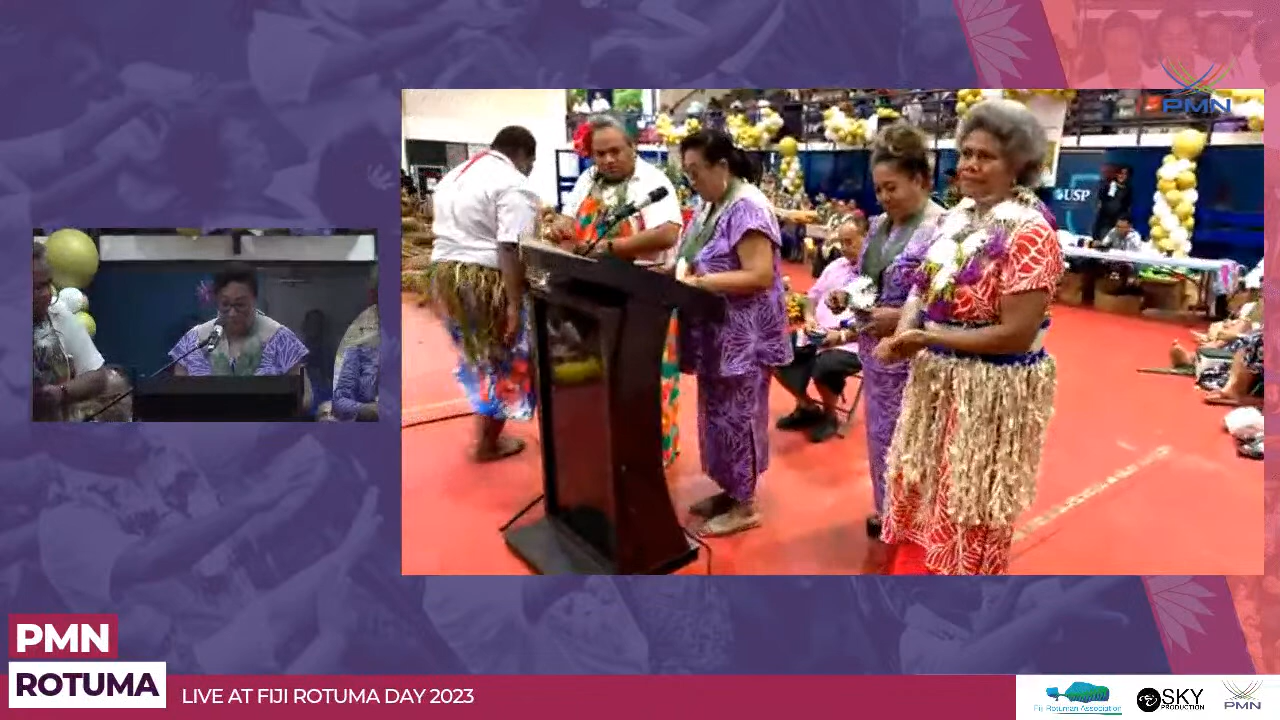 PMN
USP
PMN
ROTUMA
LIVE AT FIJI ROTUMA DAY 2023
Fiji Rotuman Association
SKY
PRODUCTION
PMN